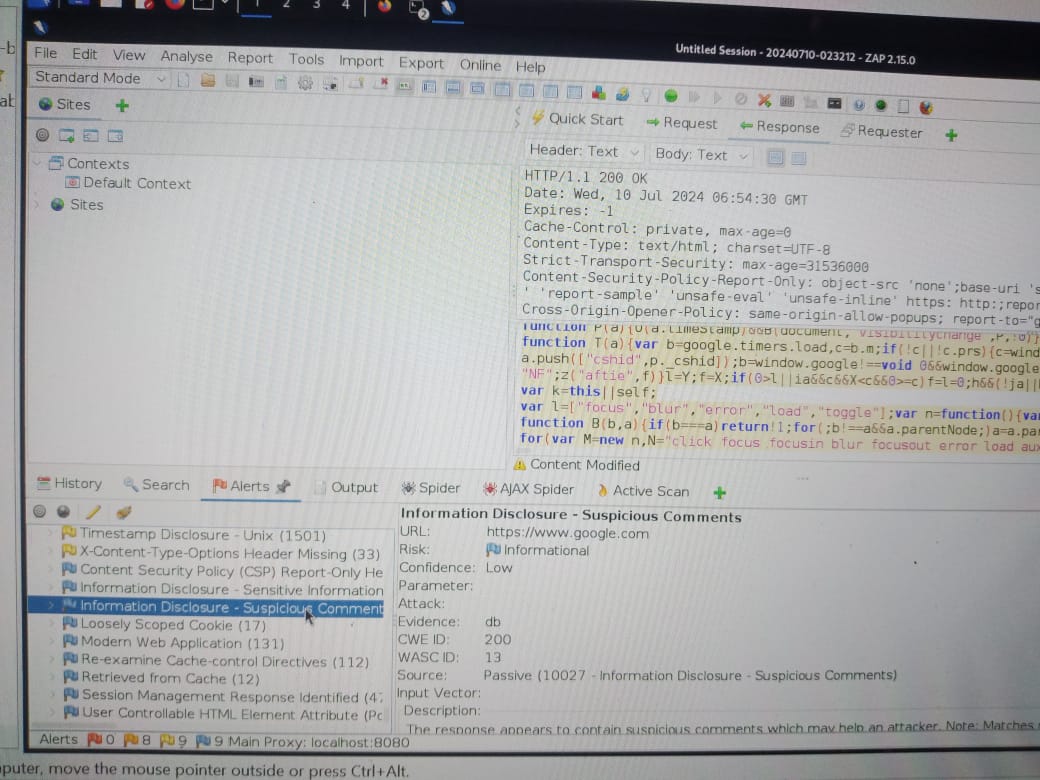 1 2 3 4
2
Untitled Session - 20240710-023212 - ZAP 2.15.0
File Edit View Analyse Report Tools Import Export Online Help
Standard Mode
Sites
Quick Start Request Response Requester
Header: Text Body: Text
Contexts
Default Context
Sites
HTTP/1.1 200 OK
Date: Wed, 10 Jul 2024 06:54:30 GMT
Expires: -1
Cache-Control: private, max-age=0
Content-Type: text/html; charset=UTF-8
Strict-Transport-Security: max-age=31536000
Content-Security-Policy-Report-Only: object-src 'none';base-uri 's
' 'report-sample' 'unsafe-eval' 'unsafe-inline' https: http:;repor
Cross-Origin-Opener-Policy: same-origin-allow-popups; report-to="g
function T(a){var b=google.timers.load,c=b.m;if(!c||!c.prs){c=wind
a.push(["cshid",p._cshid]);b=window.google!==void 0&&window.google
"NF";z("aftie",f)}l=Y;f=X;if(0>l||ia&&c&&X<c&&0>=c)f=l=0;h&&(!ja||
var k=this||self;
var l=["focus","blur","error","load","toggle"];var n=function(){var
function B(b,a){if(b===a)return!1;for(;b!==a&&a.parentNode;)a=a.pa
for(var M=new n,N="click focus focusin blur focusout error load aux
Content Modified
History Search Alerts Output Spider AJAX Spider Active Scan
Timestamp Disclosure - Unix (1501)
X-Content-Type-Options Header Missing (33)
Content Security Policy (CSP) Report-Only He
Information Disclosure - Sensitive Information
Information Disclosure - Suspicious Comment
Loosely Scoped Cookie (17)
Modern Web Application (131)
Re-examine Cache-control Directives (112)
Retrieved from Cache (12)
Session Management Response Identified (4
User Controllable HTML Element Attribute (Po
Information Disclosure - Suspicious Comments
URL: https://www.google.com
Risk: Informational
Confidence: Low
Parameter:
Attack:
Evidence: db
CWE ID: 200
WASC ID: 13
Source: Passive (10027 - Information Disclosure - Suspicious Comments)
Input Vector:
Description:
The response appears to contain suspicious comments which may help an attacker. Note: Matches
Alerts 0 8 9 9 Main Proxy: localhost:8080
puter, move the mouse pointer outside or press Ctrl+Alt.